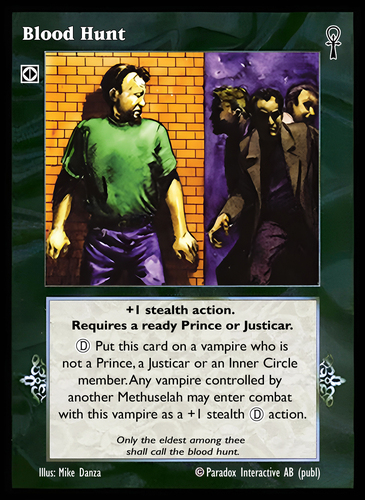 Blood Hunt
+1 stealth action.
Requires a ready Prince or Justicar.
Ⓓ Put this card on a vampire who is
not a Prince, a Justicar or an Inner Circle
member. Any vampire controlled by
another Methuselah may enter combat
with this vampire as a +1 stealth Ⓓ action.
Only the eldest among thee
shall call the blood hunt.
Illus: Mike Danza
© Paradox Interactive AB (publ)